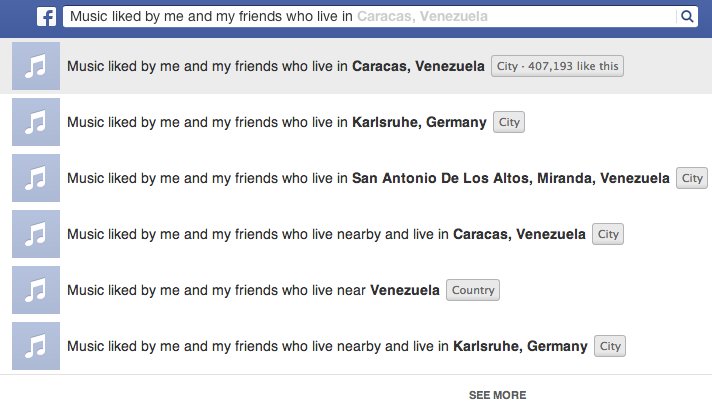 Music liked by me and my friends who live in Caracas, Venezuela
Music liked by me and my friends who live in Caracas, Venezuela City · 407,193 like this
Music liked by me and my friends who live in Karlsruhe, Germany City
Music liked by me and my friends who live in San Antonio De Los Altos, Miranda, Venezuela City
Music liked by me and my friends who live nearby and live in Caracas, Venezuela City
Music liked by me and my friends who live near Venezuela Country
Music liked by me and my friends who live nearby and live in Karlsruhe, Germany City
SEE MORE